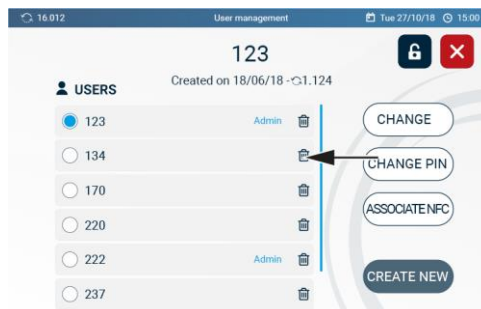 16.012 User management Tue 27/10/18 15:00
123
Created on 18/06/18 - 1.124
USERS
123 Admin
134
170
220
222 Admin
237
CHANGE
CHANGE PIN
ASSOCIATE NFC
CREATE NEW